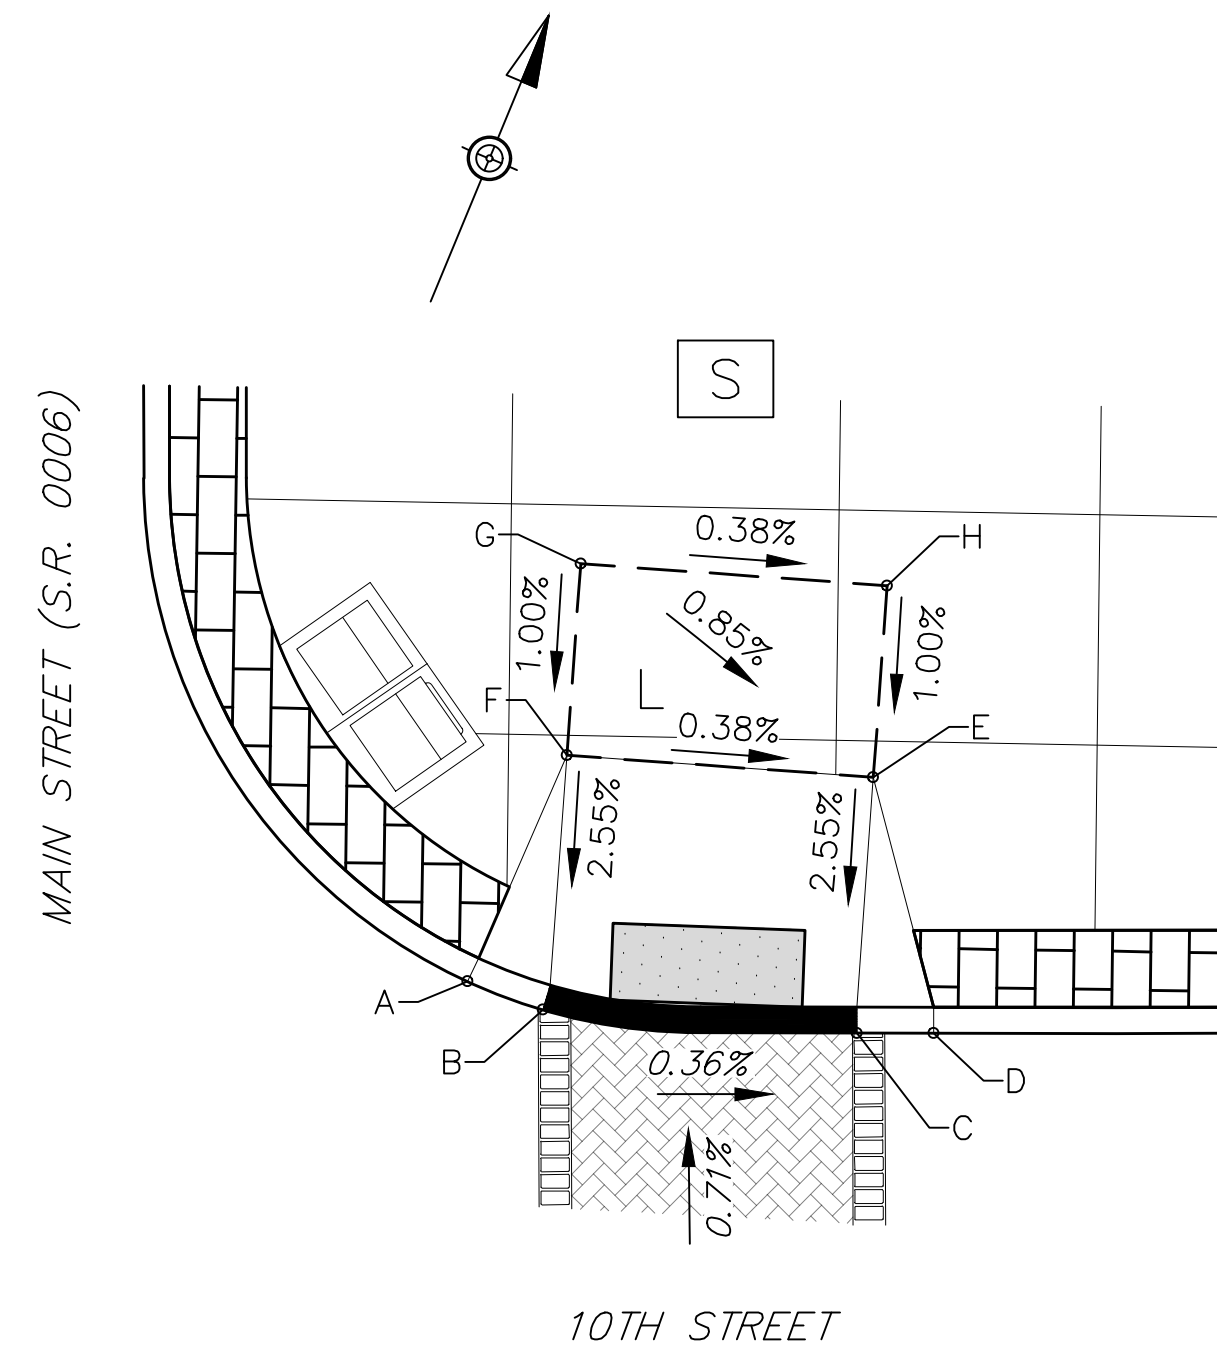 MAIN STREET (S.R. 0006)
S
G
0.38%
H
1.00%
0.85%
1.00%
L
F
0.38%
E
2.55%
2.55%
A
B
0.36%
D
C
0.71%
10TH STREET